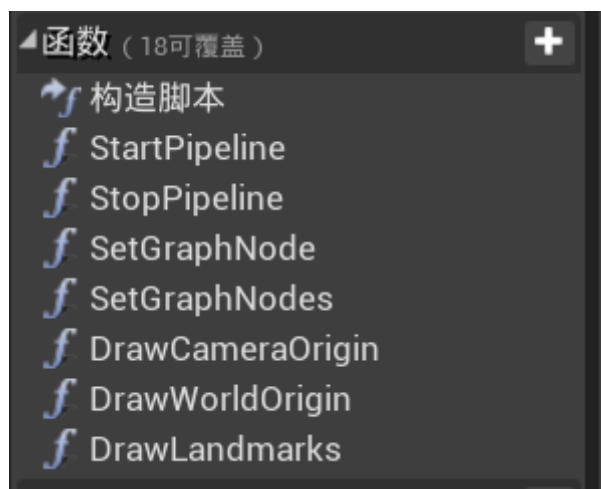 函数 (18可覆盖)
构造脚本
StartPipeline
StopPipeline
SetGraphNode
SetGraphNodes
DrawCameraOrigin
DrawWorldOrigin
DrawLandmarks